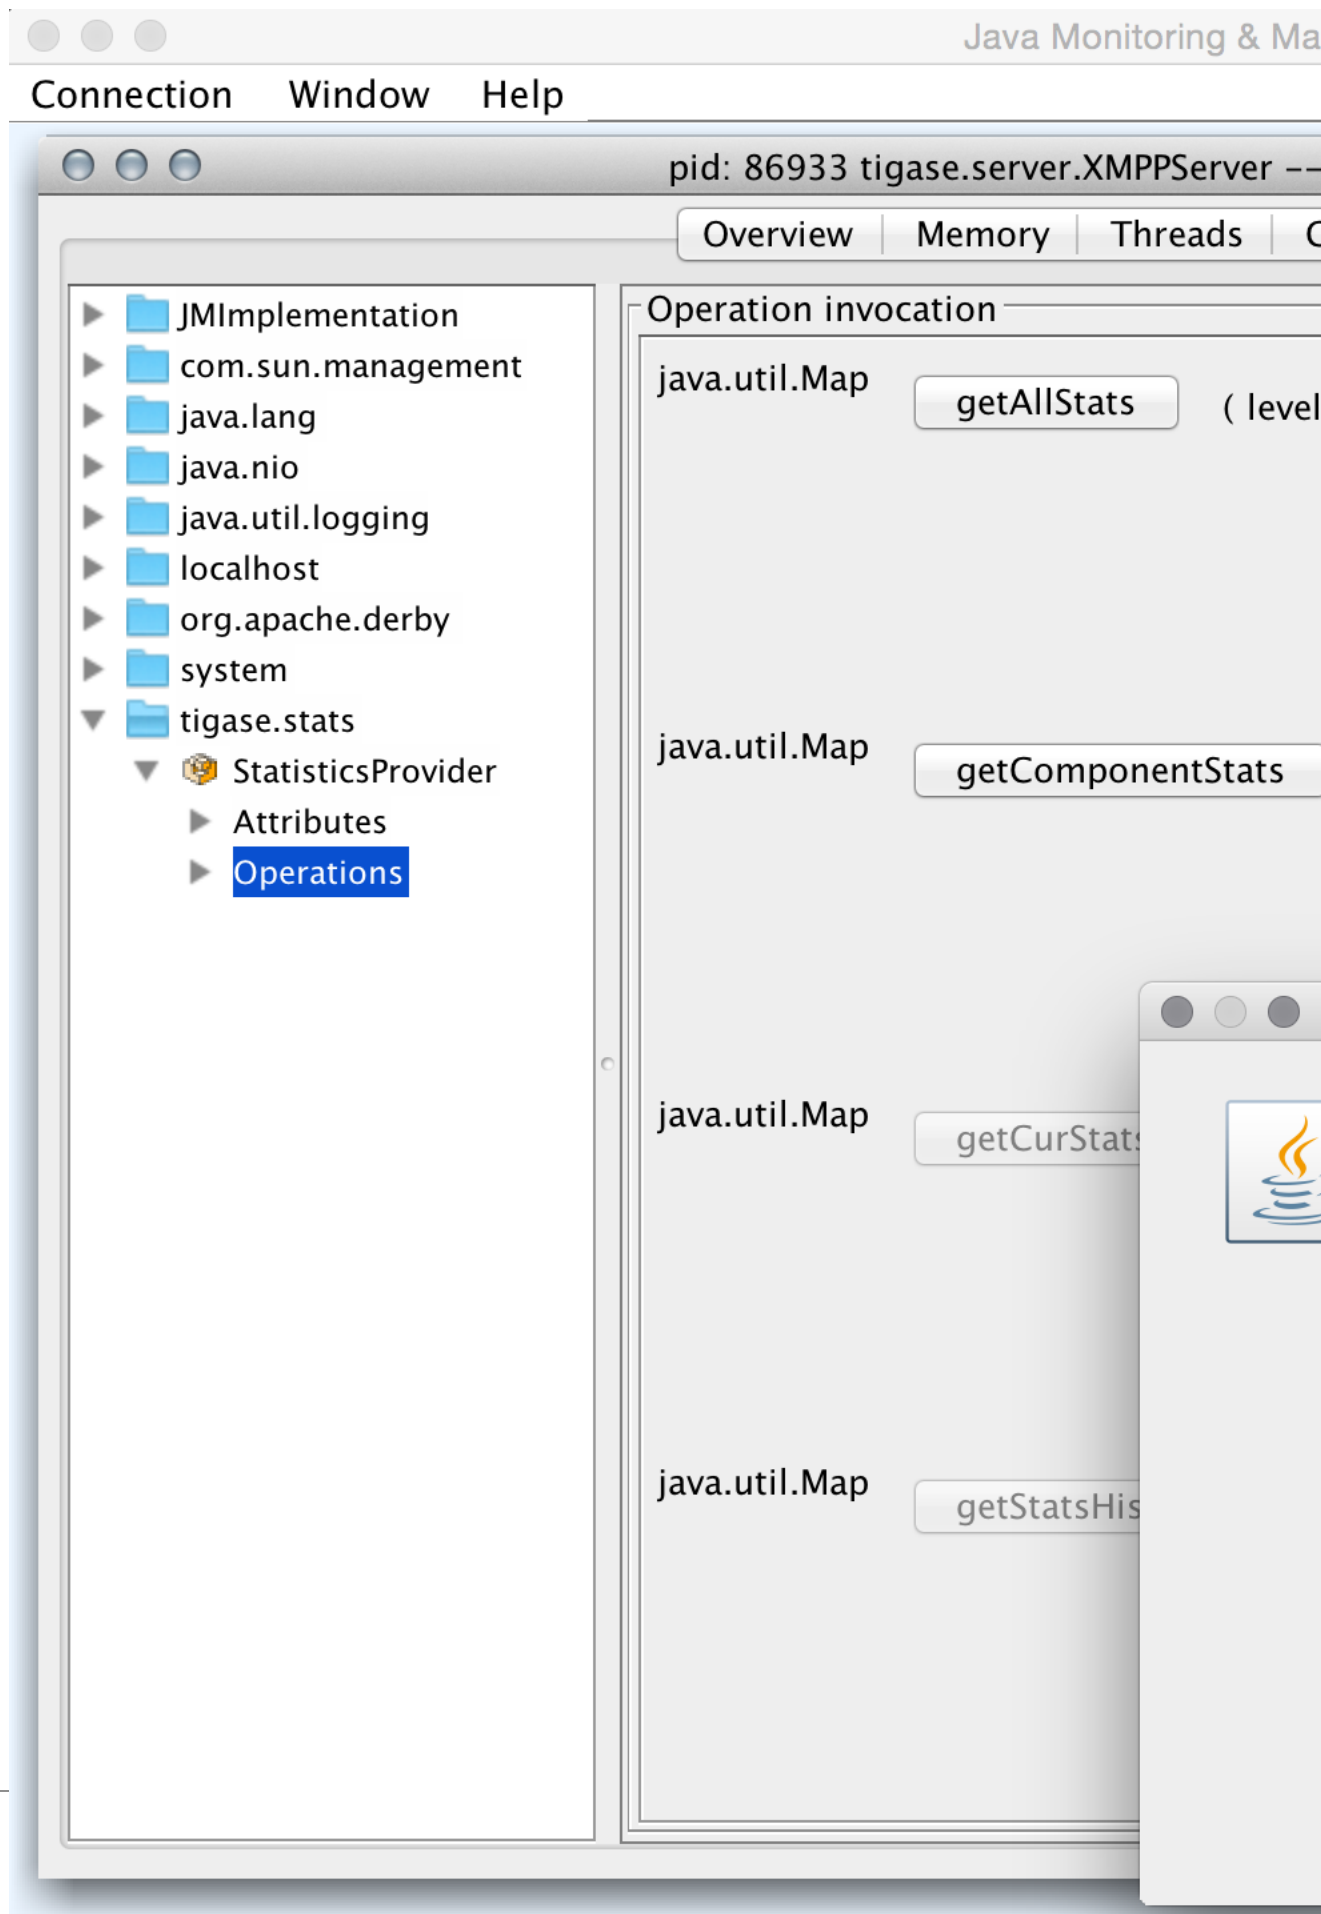 Java Monitoring & Ma
Connection Window Help
pid: 86933 tigase.server.XMPPServer --
Overview Memory Threads
JMImplementation
com.sun.management
java.lang
java.nio
java.util.logging
localhost
org.apache.derby
system
tigase.stats
StatisticsProvider
Attributes
Operations
Operation invocation
java.util.Map getAllStats ( level
java.util.Map getComponentStats
java.util.Map getCurStats
java.util.Map getStatsHis